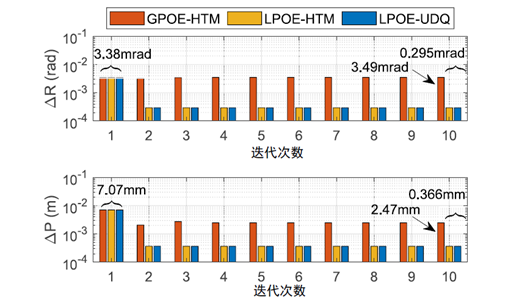 GPOE-HTM LPOE-HTM LPOE-UDQ
ΔR (rad)
10⁻¹
10⁻²
10⁻³
10⁻⁴
3.38mrad
0.295mrad
3.49mrad
1 2 3 4 5 6 7 8 9 10
迭代次数
ΔP (m)
10⁻¹
10⁻²
10⁻³
10⁻⁴
7.07mm
0.366mm
2.47mm
1 2 3 4 5 6 7 8 9 10
迭代次数